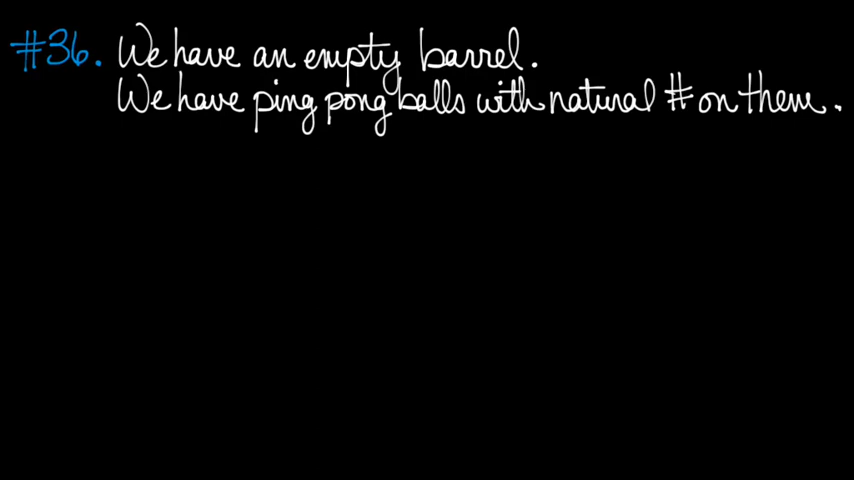 #36. We have an empty barrel.
We have ping pong balls with natural # on them.